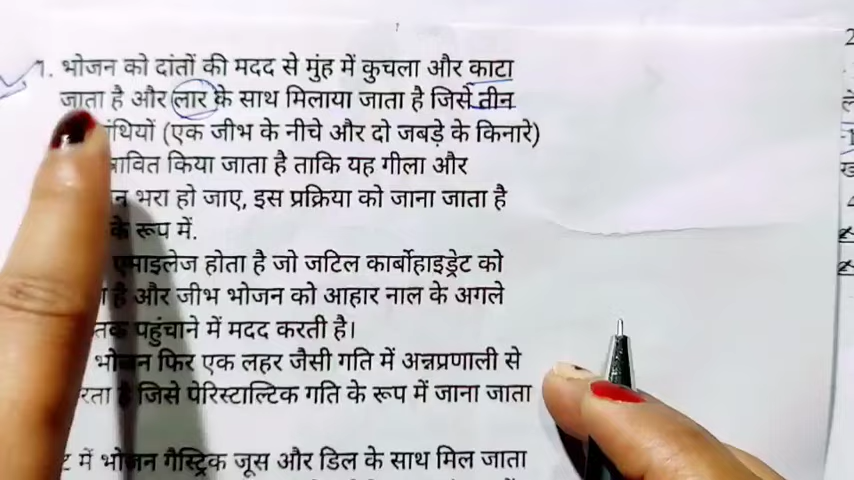 1. भोजन को दांतों की मदद से मुंह में कुचला और काटा
जाता है और लार के साथ मिलाया जाता है जिसे तीन
(एक जीभ के नीचे और दो जबड़े के किनारे)
किया जाता है ताकि यह गीला और
भरा हो जाए, इस प्रक्रिया को जाना जाता है
के रूप में.
एमाइलेज होता है जो जटिल कार्बोहाइड्रेट को
है और जीभ भोजन को आहार नाल के अगले
तक पहुंचाने में मदद करती है।
भोजन फिर एक लहर जैसी गति में अन्नप्रणाली से
है जिसे पेरिस्टाल्टिक गति के रूप में जाना जाता
में भोजन गैस्ट्रिक जूस और डिल के साथ मिल जाता